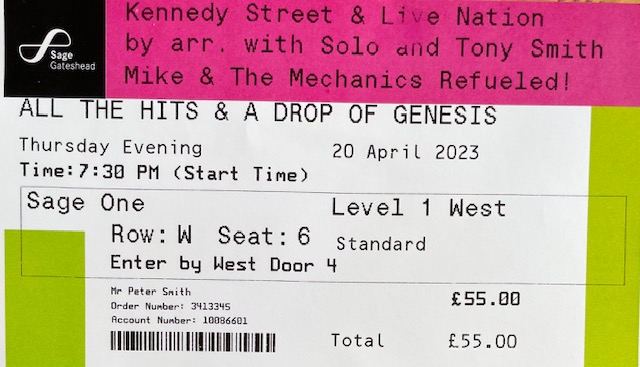 Sage
Gateshead
Kennedy Street & Live Nation
by arr. with Solo and Tony Smith
Mike & The Mechanics Refueled!
ALL THE HITS & A DROP OF GENESIS
Thursday Evening 20 April 2023
Time:7:30 PM (Start Time)
Sage One Level 1 West
Row: W Seat: 6 Standard
Enter by West Door 4
Mr Peter Smith £55.00
Order Number: 3413345
Account Number: 10086601
Total £55.00